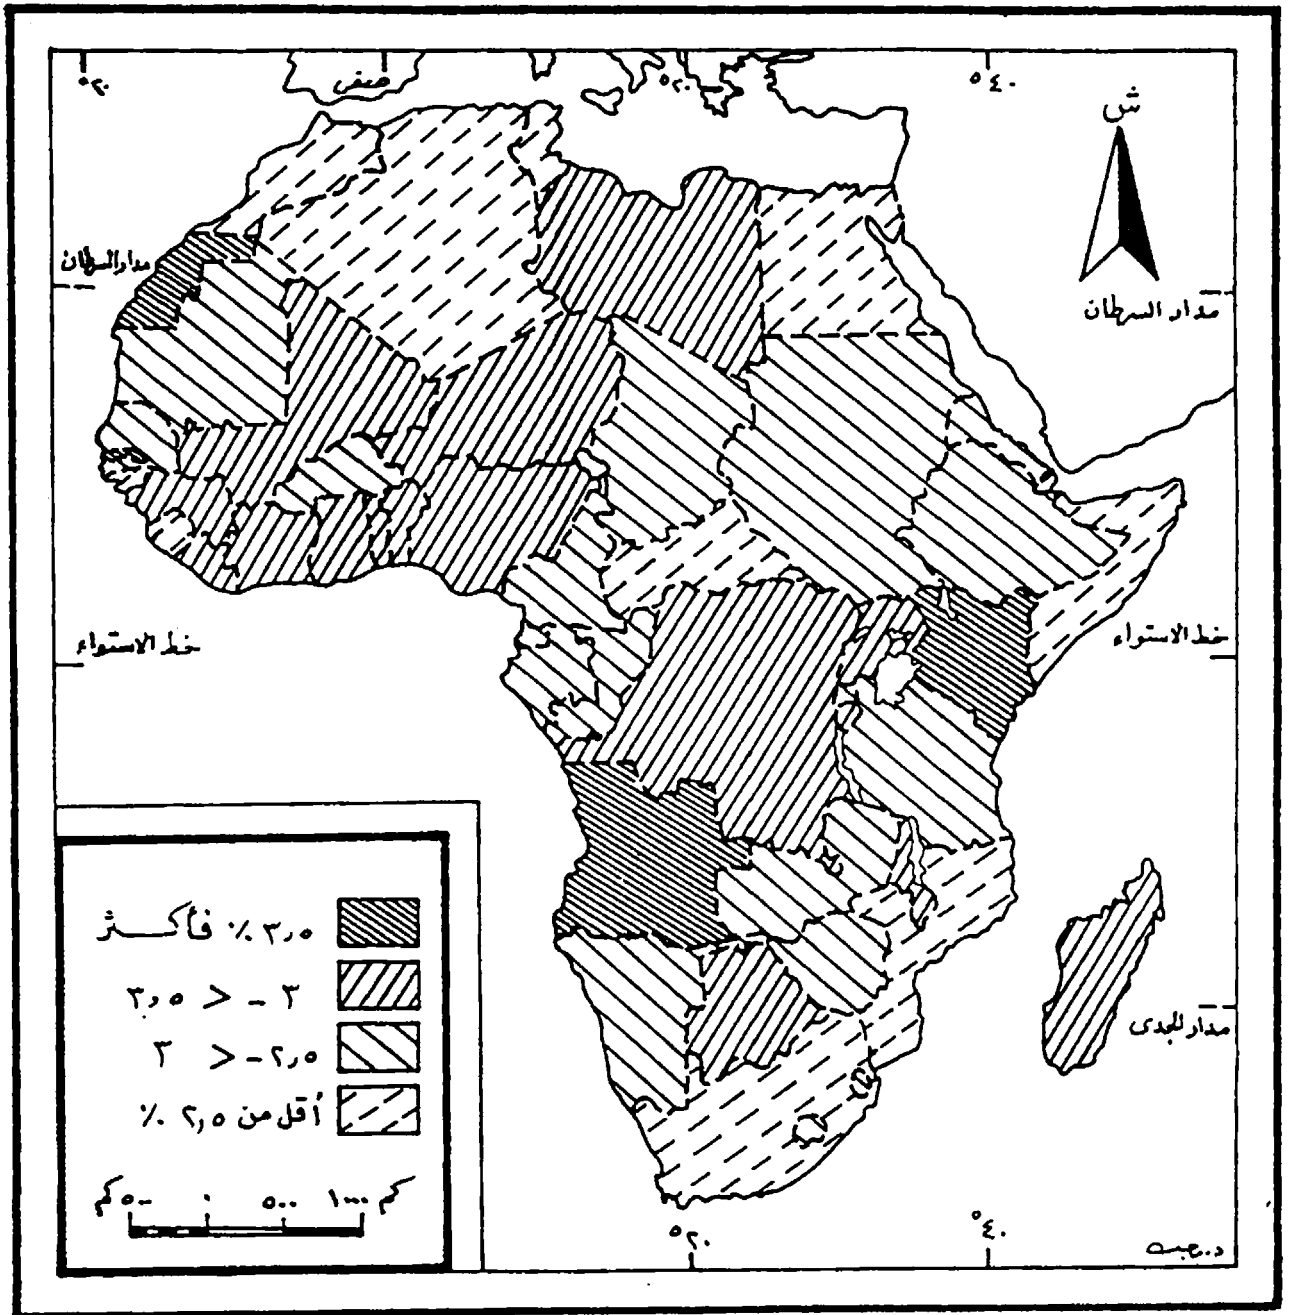 °٢٠
صفر
°٢٠
°٤٠
ش
مدار السرطان
مدار السرطان
خط الاستواء
خط الاستواء
مدار الجدى
٣٫٥ ٪ فأكثر
٣ - < ٣٫٥
٢٫٥ - < ٣
أقل من ٢٫٥ ٪
كم ١٠٠٠ ٥٠٠ ٠ ٥٠٠ كم
°٢٠
°٤٠